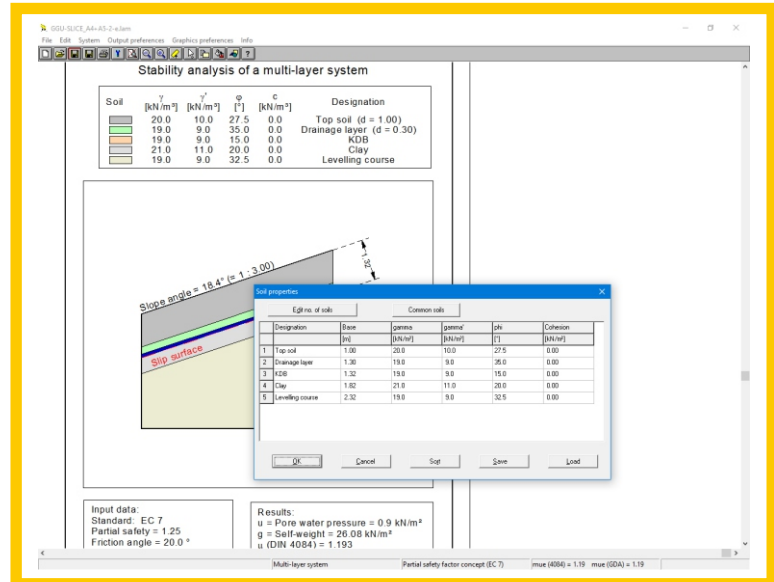 GGU-SLICE_A4+A5-2-e.lam
File Edit System Output preferences Graphics preferences Info
Stability analysis of a multi-layer system
Soil γ [kN/m³] γ' [kN/m³] φ [°] c [kN/m²] Designation
20.0 10.0 27.5 0.0 Top soil (d = 1.00)
19.0 9.0 35.0 0.0 Drainage layer (d = 0.30)
19.0 9.0 15.0 0.0 KDB
21.0 11.0 20.0 0.0 Clay
19.0 9.0 32.5 0.0 Levelling course
1.32
Slope angle = 18.4° (= 1 : 3.00)
Slip surface
Soil properties
Edit no. of soils Common soils
Designation Base gamma gamma' phi Cohesion
[m] [kN/m³] [kN/m³] [°] [kN/m²]
1 Top soil 1.00 20.0 10.0 27.5 0.00
2 Drainage layer 1.30 19.0 9.0 35.0 0.00
3 KDB 1.32 19.0 9.0 15.0 0.00
4 Clay 1.82 21.0 11.0 20.0 0.00
5 Levelling course 2.32 19.0 9.0 32.5 0.00
OK Cancel Sort Save Load
Input data:
Standard: EC 7
Partial safety = 1.25
Friction angle = 20.0 °
Results:
u = Pore water pressure = 0.9 kN/m²
g = Self-weight = 26.08 kN/m²
µ (DIN 4084) = 1.193
Multi-layer system Partial safety factor concept (EC 7) mue (4084) = 1.19 mue (GDA) = 1.19